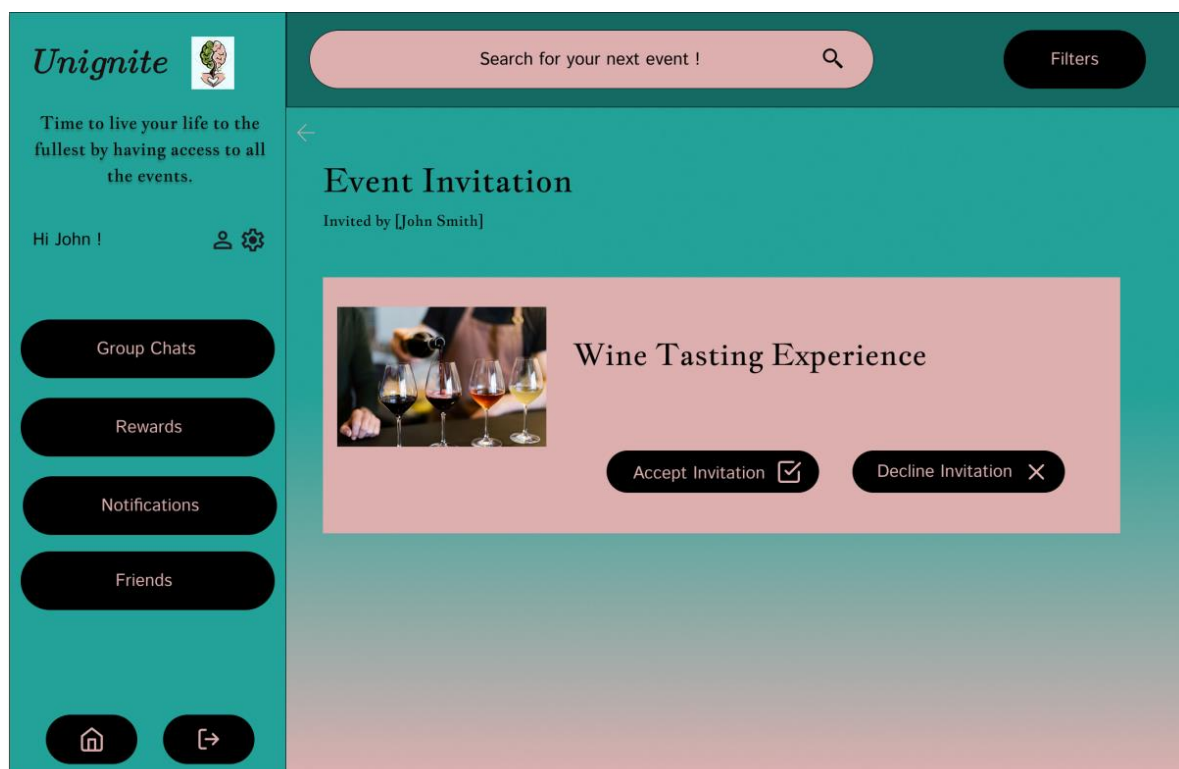 Unignite
Time to live your life to the
fullest by having access to all
the events.
Hi John !
Group Chats
Rewards
Notifications
Friends
Search for your next event !
Filters
Event Invitation
Invited by [John Smith]
Wine Tasting Experience
Accept Invitation
Decline Invitation